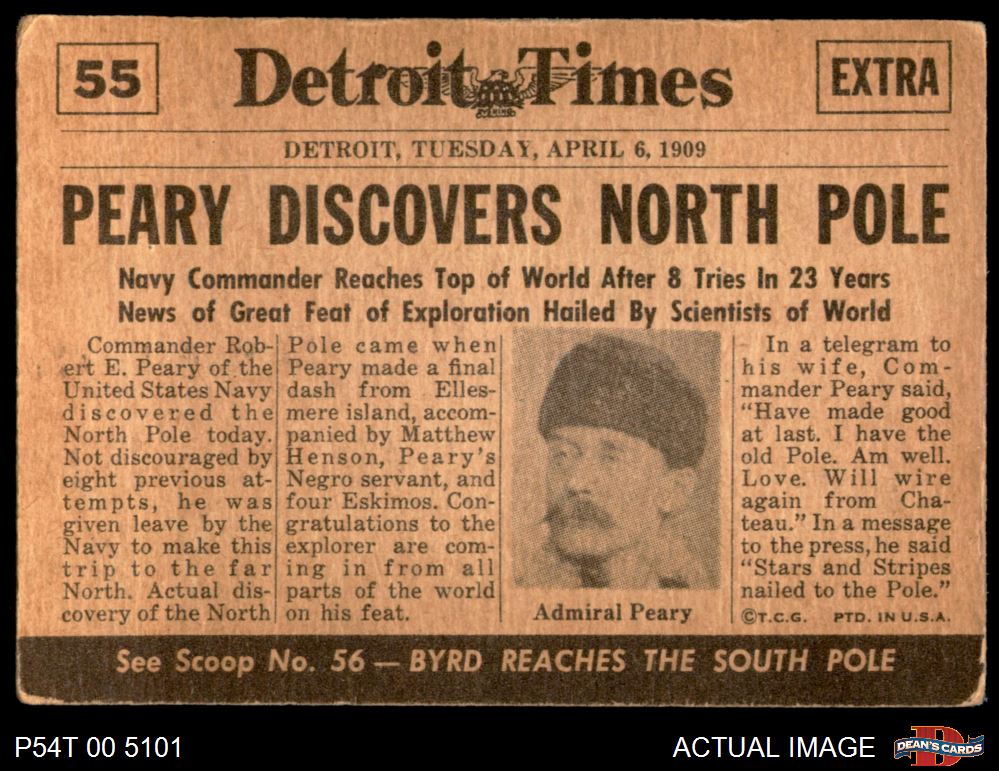 55
Detroit Times
EXTRA
DETROIT, TUESDAY, APRIL 6, 1909
PEARY DISCOVERS NORTH POLE
Navy Commander Reaches Top of World After 8 Tries In 23 Years
News of Great Feat of Exploration Hailed By Scientists of World
Commander Rob-
ert E. Peary of the
United States Navy
discovered the
North Pole today.
Not discouraged by
eight previous at-
tempts, he was
given leave by the
Navy to make this
trip to the far
North. Actual dis-
covery of the North
Pole came when
Peary made a final
dash from Elles-
mere island, accom-
panied by Matthew
Henson, Peary's
Negro servant, and
four Eskimos. Con-
gratulations to the
explorer are com-
ing in from all
parts of the world
on his feat.
Admiral Peary
In a telegram to
his wife, Com-
mander Peary said,
"Have made good
at last. I have the
old Pole. Am well.
Love. Will wire
again from Cha-
teau." In a message
to the press, he said
"Stars and Stripes
nailed to the Pole."
©T.C.G. PTD. IN U.S.A.
See Scoop No. 56 — BYRD REACHES THE SOUTH POLE
P54T 00 5101
ACTUAL IMAGE
DEAN'S CARDS